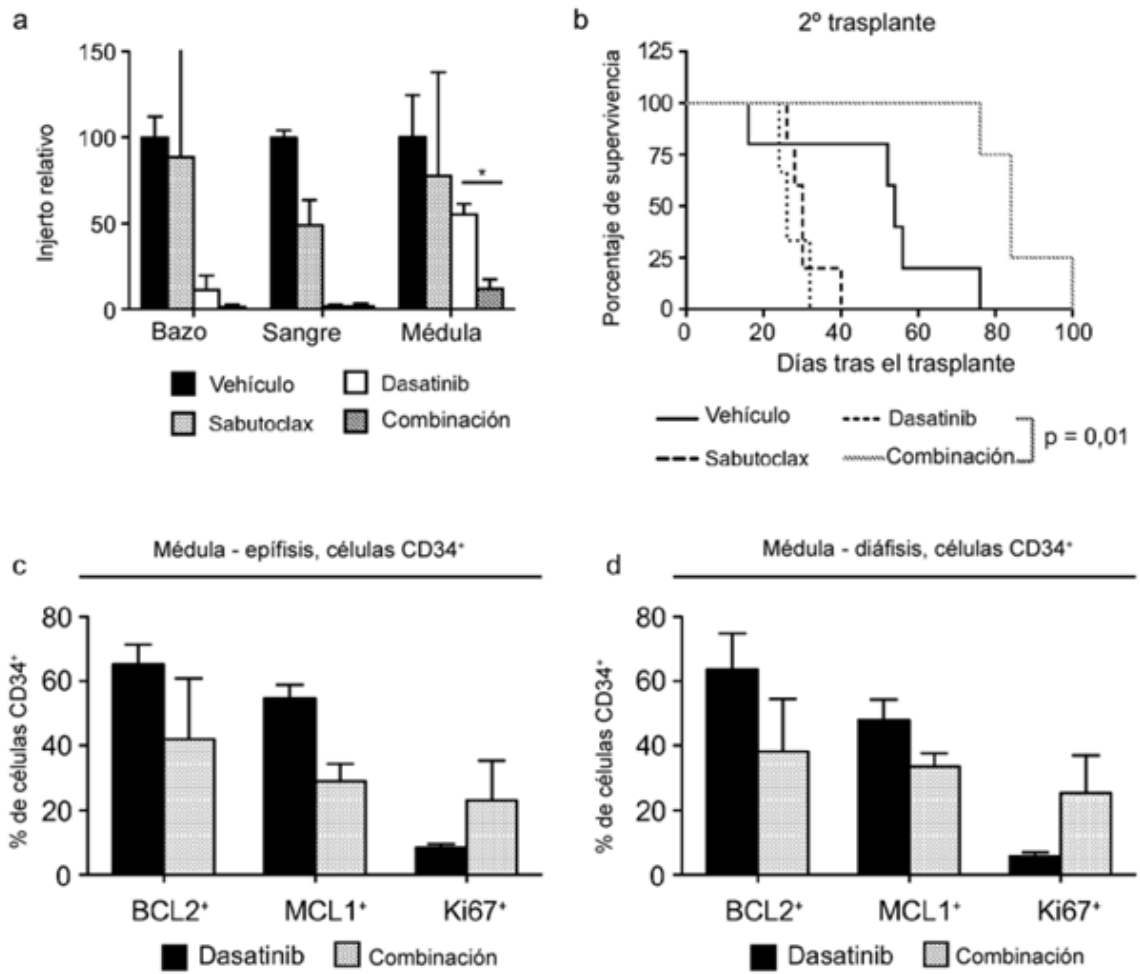 a
150
100
50
0
Injerto relativo
*
Bazo Sangre Médula
Vehículo Dasatinib
Sabutoclax Combinación
b
2º trasplante
125
100
75
50
25
0
Porcentaje de supervivencia
0 20 40 60 80 100
Días tras el trasplante
Vehículo Dasatinib
Sabutoclax Combinación
p = 0,01
c
Médula - epífisis, células CD34+
80
60
40
20
0
% de células CD34+
BCL2+ MCL1+ Ki67+
Dasatinib Combinación
d
Médula - diáfisis, células CD34+
80
60
40
20
0
% de células CD34+
BCL2+ MCL1+ Ki67+
Dasatinib Combinación